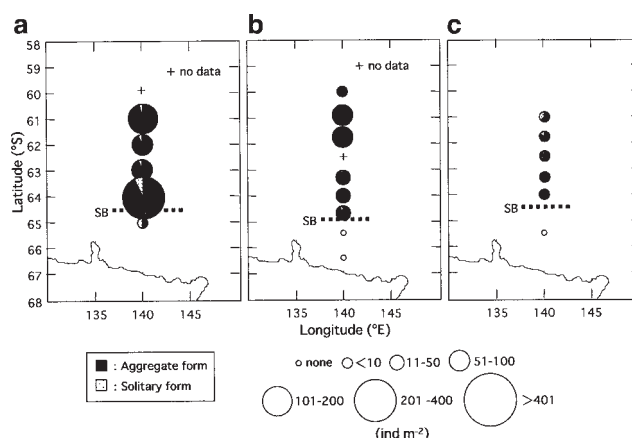 a
b
c
58
59
60
61
62
63
64
65
66
67
68
Latitude (°S)
+ no data
SB
135 140 145
+ no data
SB
135 140 145
SB
135 140 145
Longitude (°E)
: Aggregate form
: Solitary form
none <10 11-50 51-100
101-200 201 -400 >401
(ind m⁻²)